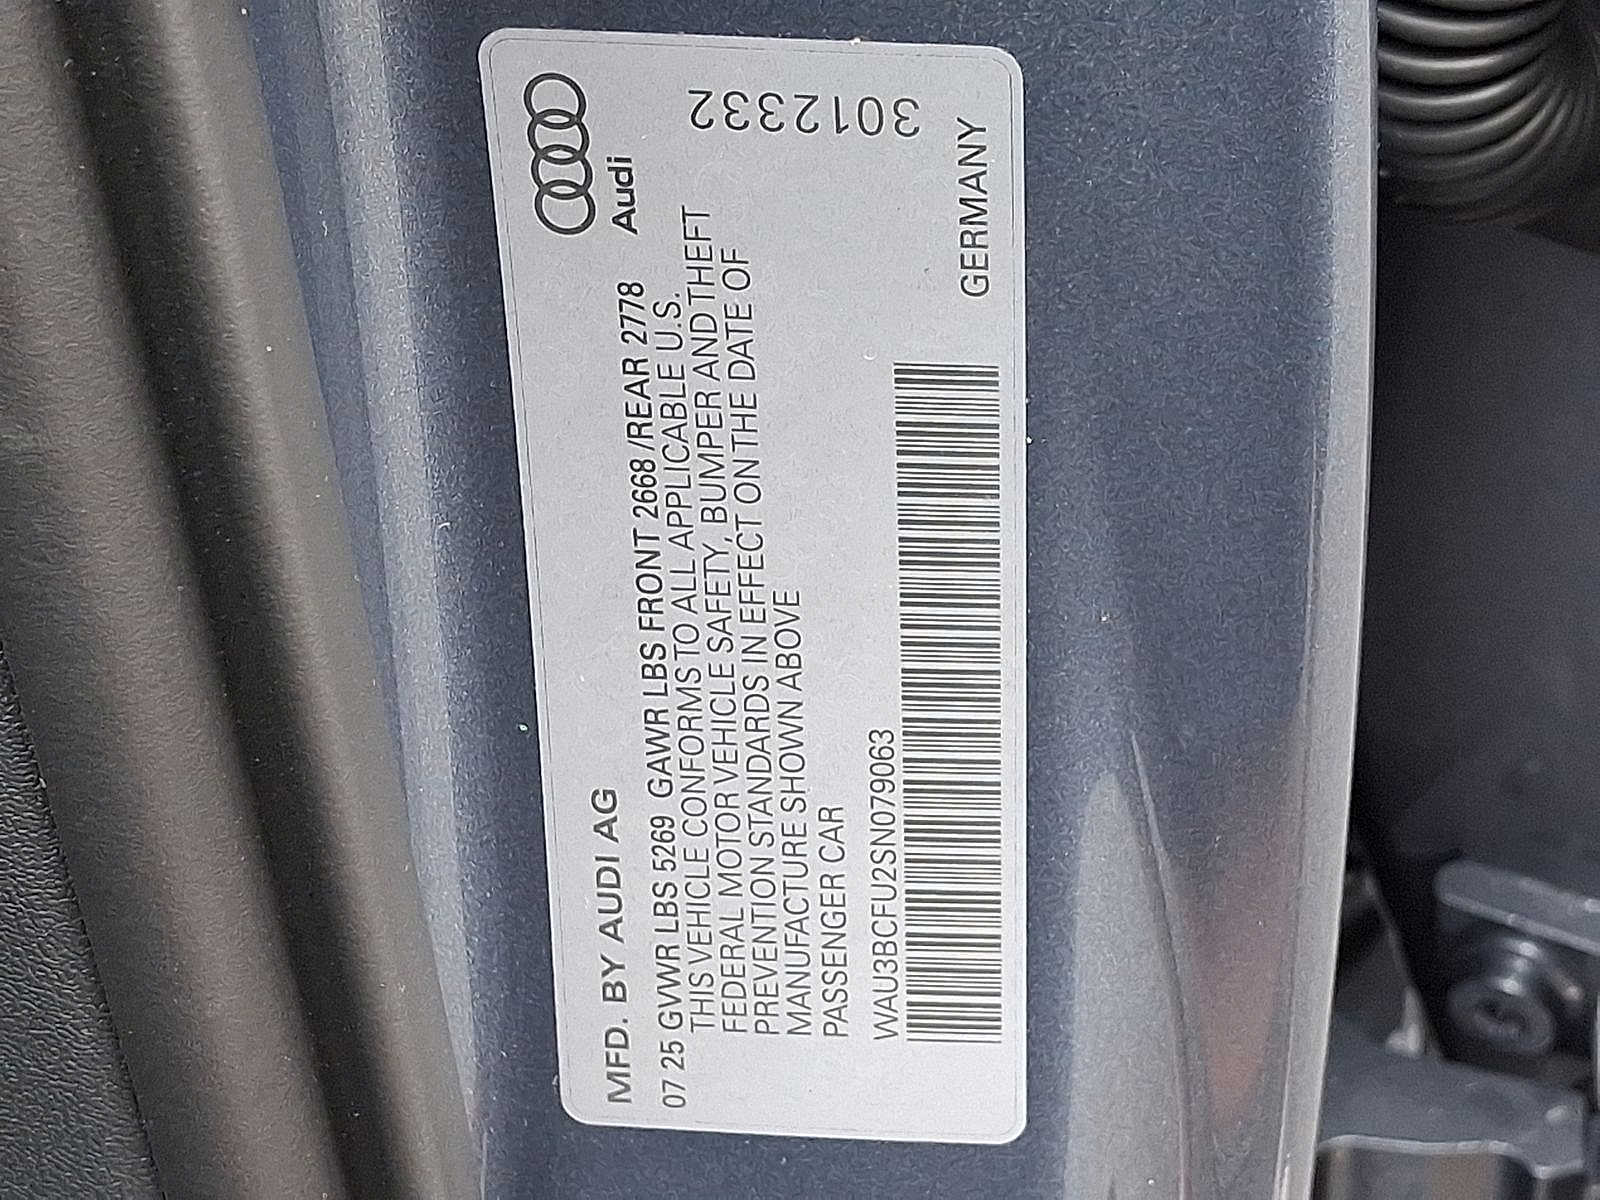 MFD. BY AUDI AG
Audi
07 25 GVWR LBS 5269 GAWR LBS FRONT 2668 /REAR 2778
THIS VEHICLE CONFORMS TO ALL APPLICABLE U.S.
FEDERAL MOTOR VEHICLE SAFETY, BUMPER AND THEFT
PREVENTION STANDARDS IN EFFECT ON THE DATE OF
MANUFACTURE SHOWN ABOVE
PASSENGER CAR
3012332
WAU3BCFU2SN079063
GERMANY